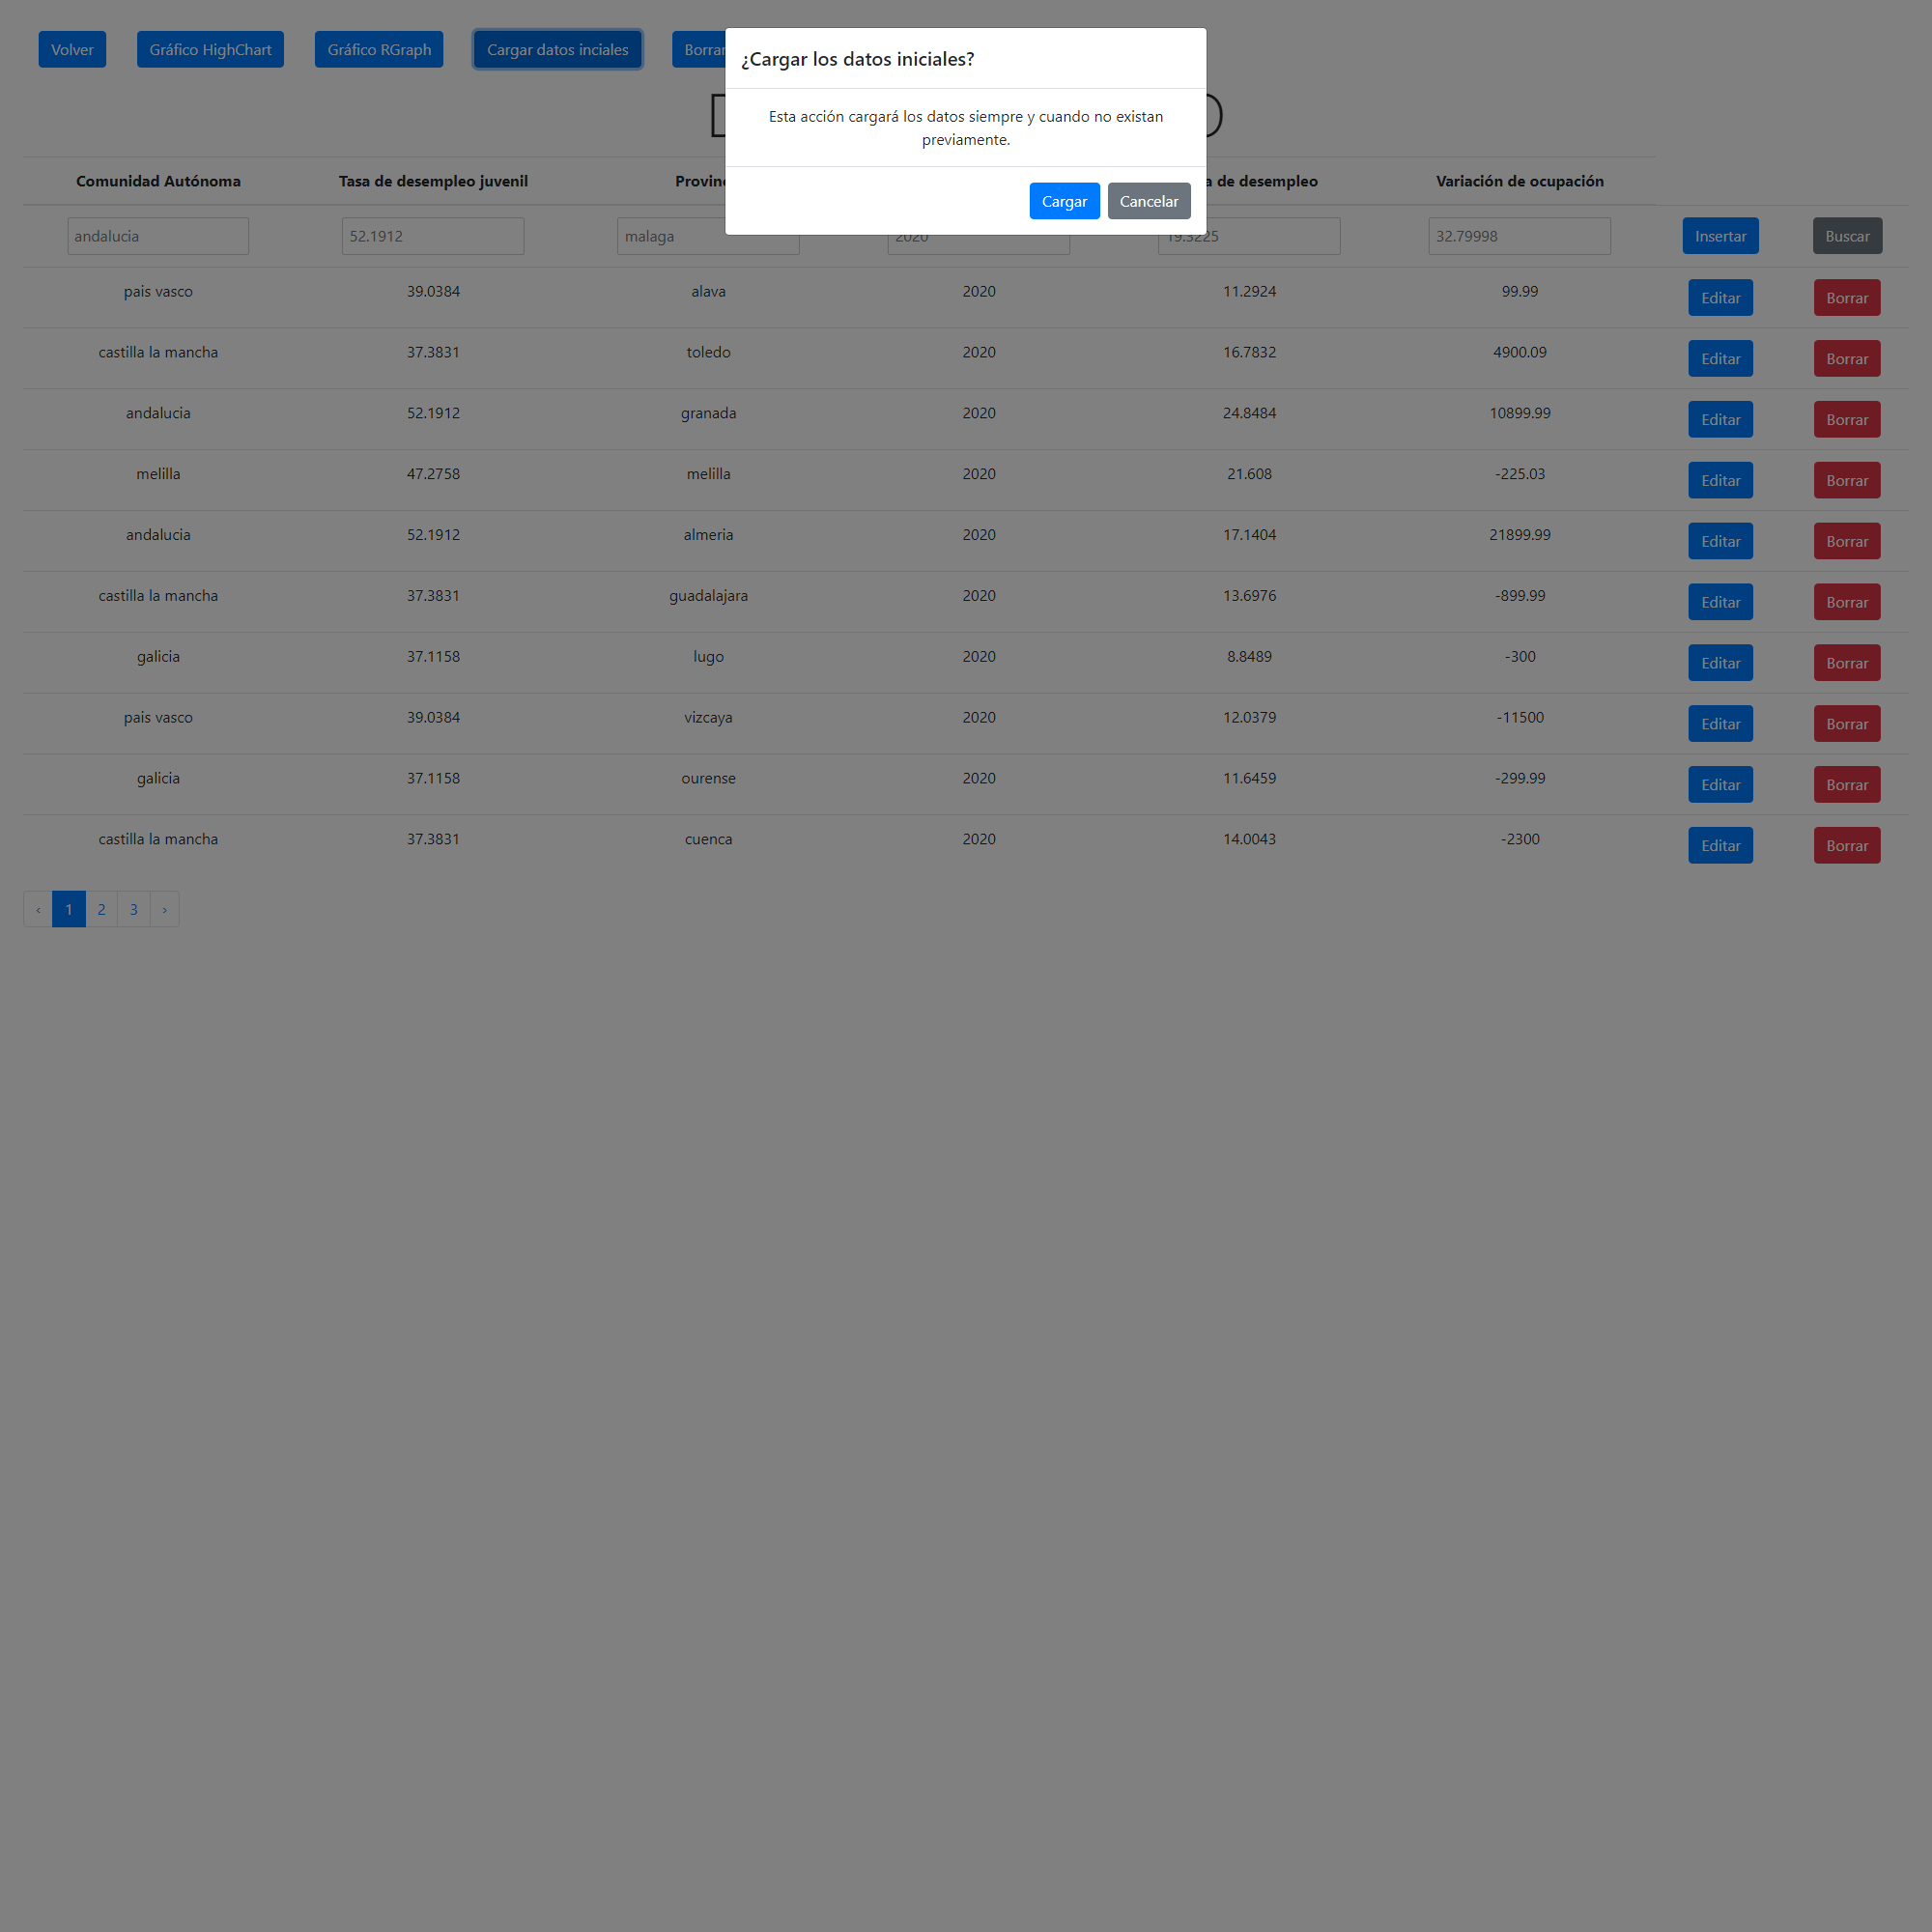 Volver Gráfico HighChart Gráfico RGraph Cargar datos inciales Borrar
¿Cargar los datos iniciales?
Esta acción cargará los datos siempre y cuando no existan
previamente.
Cargar Cancelar
Comunidad Autónoma Tasa de desempleo juvenil de desempleo Variación de ocupación
andalucia 52.1912 malaga 2020 19.3225 32.79998 Insertar Buscar
pais vasco 39.0384 alava 2020 11.2924 99.99 Editar Borrar
castilla la mancha 37.3831 toledo 2020 16.7832 4900.09 Editar Borrar
andalucia 52.1912 granada 2020 24.8484 10899.99 Editar Borrar
melilla 47.2758 melilla 2020 21.608 -225.03 Editar Borrar
andalucia 52.1912 almeria 2020 17.1404 21899.99 Editar Borrar
castilla la mancha 37.3831 guadalajara 2020 13.6976 -899.99 Editar Borrar
galicia 37.1158 lugo 2020 8.8489 -300 Editar Borrar
pais vasco 39.0384 vizcaya 2020 12.0379 -11500 Editar Borrar
galicia 37.1158 ourense 2020 11.6459 -299.99 Editar Borrar
castilla la mancha 37.3831 cuenca 2020 14.0043 -2300 Editar Borrar
‹ 1 2 3 ›